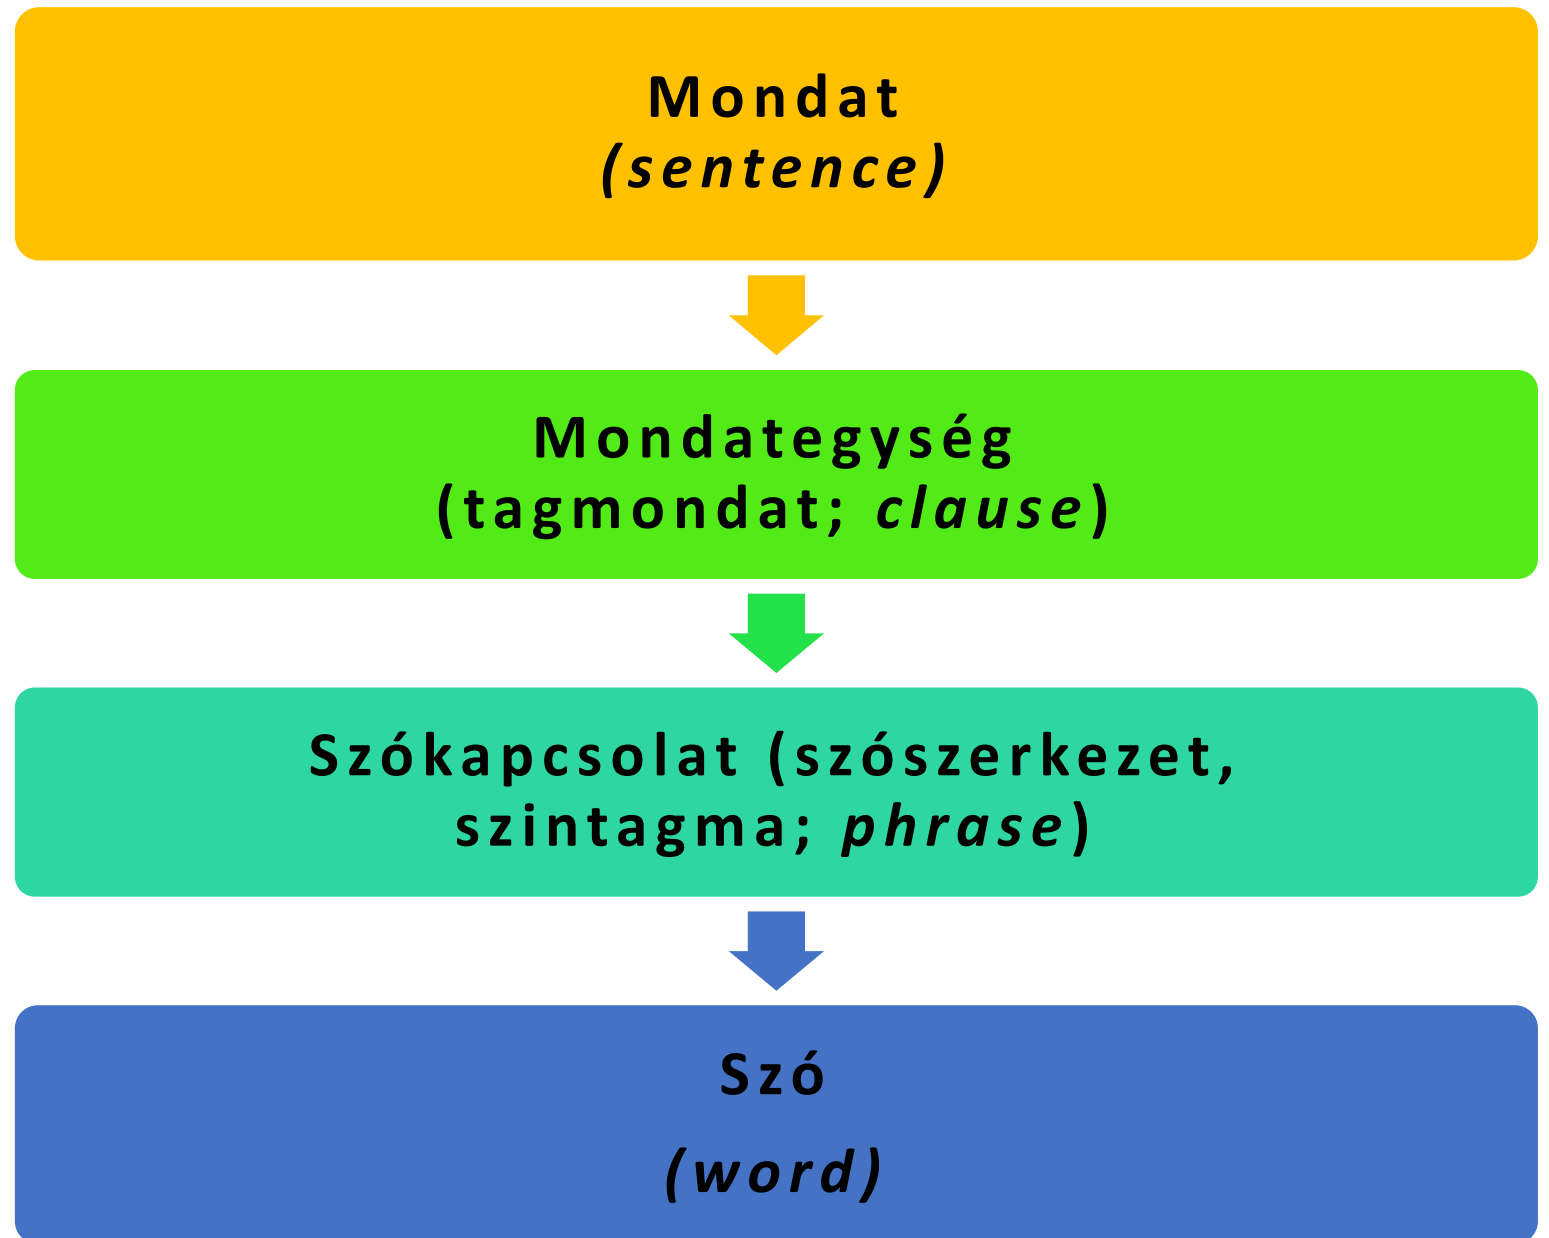 Mondat
(sentence)
Mondategység
(tagmondat; clause)
Szókapcsolat (szószerkezet,
szintagma; phrase)
Szó
(word)